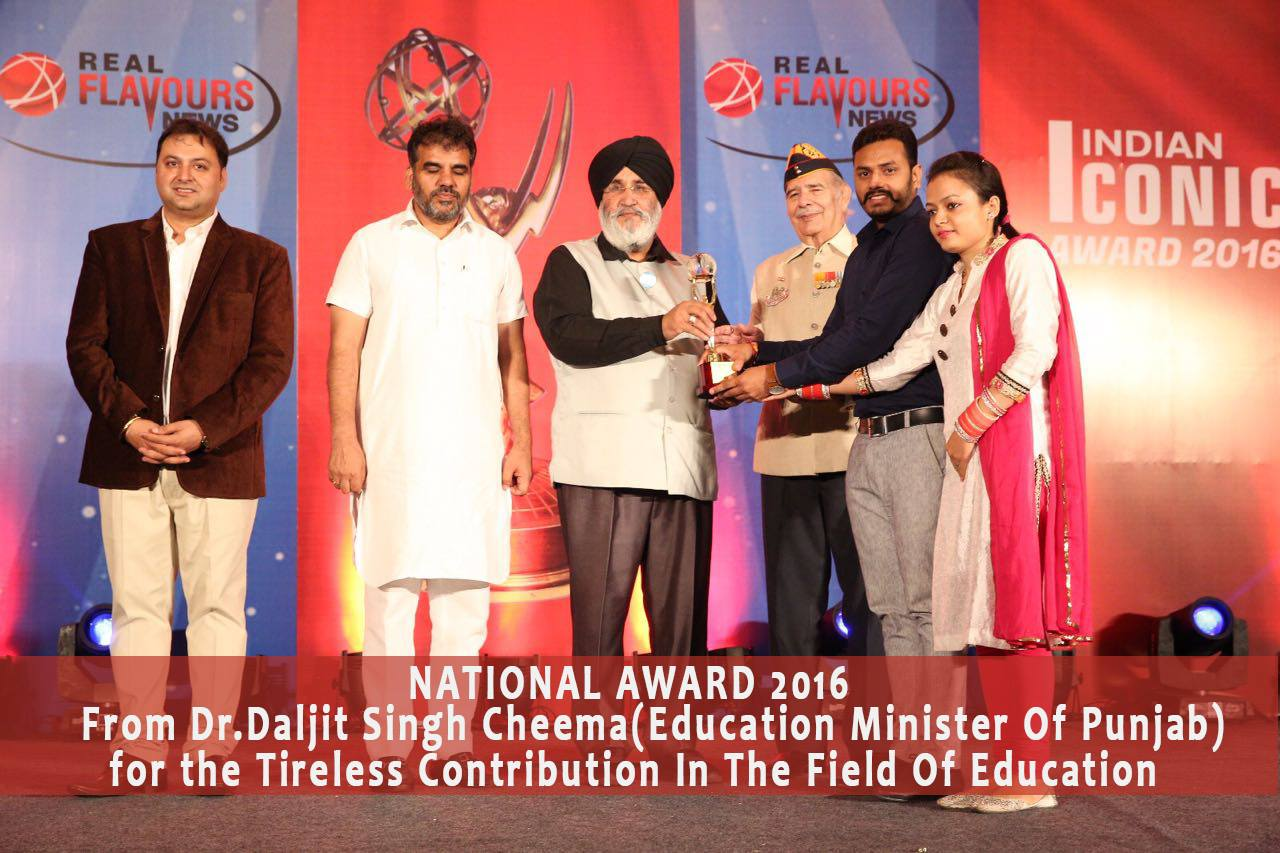 REAL
FLAVOURS
NEWS
REAL
FLAVOURS
NEWS
INDIAN
ICONIC
AWARD 2016
NATIONAL AWARD 2016
From Dr.Daljit Singh Cheema(Education Minister Of Punjab)
for the Tireless Contribution In The Field Of Education